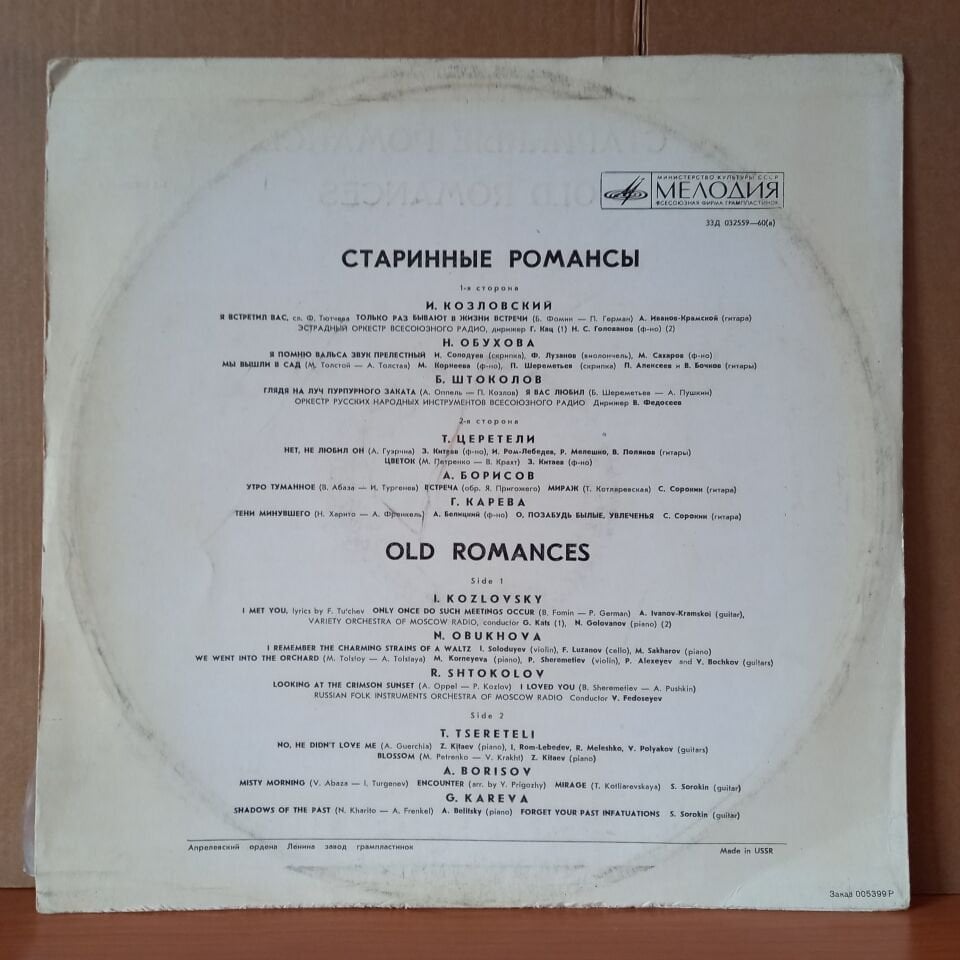 МИНИСТЕРСТВО КУЛЬТУРЫ СССР
МЕЛОДИЯ
ВСЕСОЮЗНАЯ ФИРМА ГРАМПЛАСТИНОК
33Д 032559—60(а)
СТАРИННЫЕ РОМАНСЫ
1-я сторона
И. КОЗЛОВСКИЙ
Я ВСТРЕТИЛ ВАС, сл. Ф. Тютчева ТОЛЬКО РАЗ БЫВАЮТ В ЖИЗНИ ВСТРЕЧИ (Б. Фомин — П. Герман) А. Иванов-Крамской (гитара)
ЭСТРАДНЫЙ ОРКЕСТР ВСЕСОЮЗНОГО РАДИО, дирижер Г. Кац (1) Н. С. Голованов (ф-но) (2)
Н. ОБУХОВА
Я ПОМНЮ ВАЛЬСА ЗВУК ПРЕЛЕСТНЫЙ И. Солодуев (скрипка), Ф. Лузанов (виолончель), М. Сахаров (ф-но)
МЫ ВЫШЛИ В САД (М. Толстой — А. Толстая) М. Корнеева (ф-но), П. Шереметьев (скрипка) П. Алексеев и В. Бочков (гитары)
Б. ШТОКОЛОВ
ГЛЯДЯ НА ЛУЧ ПУРПУРНОГО ЗАКАТА (А. Оппель — П. Козлов) Я ВАС ЛЮБИЛ (Б. Шереметьев — А. Пушкин)
ОРКЕСТР РУССКИХ НАРОДНЫХ ИНСТРУМЕНТОВ ВСЕСОЮЗНОГО РАДИО Дирижер В. Федосеев
2-я сторона
Т. ЦЕРЕТЕЛИ
НЕТ, НЕ ЛЮБИЛ ОН (А. Гуэрчиа) З. Китаев (ф-но), И. Ром-Лебедев, Р. Мелешко, В. Поляков (гитары)
ЦВЕТОК (М. Петренко — В. Крахт) З. Китаев (ф-но)
А. БОРИСОВ
УТРО ТУМАННОЕ (В. Абаза — И. Тургенев) ВСТРЕЧА (обр. Я. Пригожего) МИРАЖ (Т. Котляревская) С. Сорокин (гитара)
Г. КАРЕВА
ТЕНИ МИНУВШЕГО (Н. Харито — А. Френкель) А. Белицкий (ф-но) О, ПОЗАБУДЬ БЫЛЫЕ, УВЛЕЧЕНЬЯ С. Сорокин (гитара)
OLD ROMANCES
Side 1
I. KOZLOVSKY
I MET YOU, lyrics by F. Tu'chev ONLY ONCE DO SUCH MEETINGS OCCUR (B. Fomin — P. German) A. Ivanov-Kramskoi (guitar),
VARIETY ORCHESTRA OF MOSCOW RADIO, conductor G. Kats (1), N. Golovanov (piano) (2)
N. OBUKHOVA
I REMEMBER THE CHARMING STRAINS OF A WALTZ I. Soloduyev (violin), F. Luzanov (cello), M. Sakharov (piano)
WE WENT INTO THE ORCHARD (M. Tolstoy — A. Tolstaya) M. Korneyeva (piano), P. Sheremetiev (violin), P. Alexeyev and V. Bochkov (guitars)
R. SHTOKOLOV
LOOKING AT THE CRIMSON SUNSET (A. Oppel — P. Kozlov) I LOVED YOU (B. Sheremetiev — A. Pushkin)
RUSSIAN FOLK INSTRUMENTS ORCHESTRA OF MOSCOW RADIO Conductor V. Fedoseyev
Side 2
T. TSERETELI
NO, HE DIDN'T LOVE ME (A. Guerchia) Z. Kitaev (piano), I. Rom-Lebedev, R. Meleshko, V. Polyakov (guitars)
BLOSSOM (M. Petrenko — V. Krakht) Z. Kitaev (piano)
A. BORISOV
MISTY MORNING (V. Abaza — I. Turgenev) ENCOUNTER (arr. by Y. Prigozhy) MIRAGE (T. Kotliarevskaya) S. Sorokin (guitar)
G. KAREVA
SHADOWS OF THE PAST (N. Kharito — A. Frenkel) A. Belitsky (piano) FORGET YOUR PAST INFATUATIONS S. Sorokin (guitar)
Апрелевский ордена Ленина завод грампластинок
Made in USSR
Заказ 005399Р